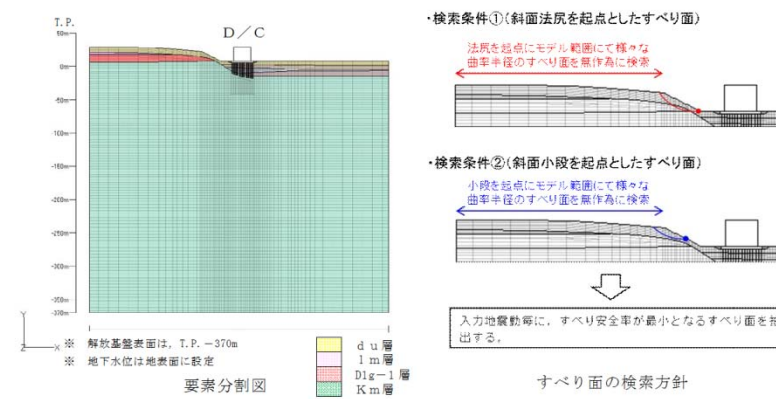 T.P.
50m
0m
-50m
-100m
-150m
-200m
-250m
-300m
-350m
-370m
D/C
Y
Z
X
※ 解放基盤表面は，T.P.－370m
※ 地下水位は地表面に設定
du層
lm層
D1g-1層
Km層
要素分割図
・検索条件①(斜面法尻を起点としたすべり面)
法尻を起点にモデル範囲にて様々な
曲率半径のすべり面を無作為に検索
・検索条件②(斜面小段を起点としたすべり面)
小段を起点にモデル範囲にて様々な
曲率半径のすべり面を無作為に検索
入力地震動毎に，すべり安全率が最小となるすべり面を抽
出する。
すべり面の検索方針